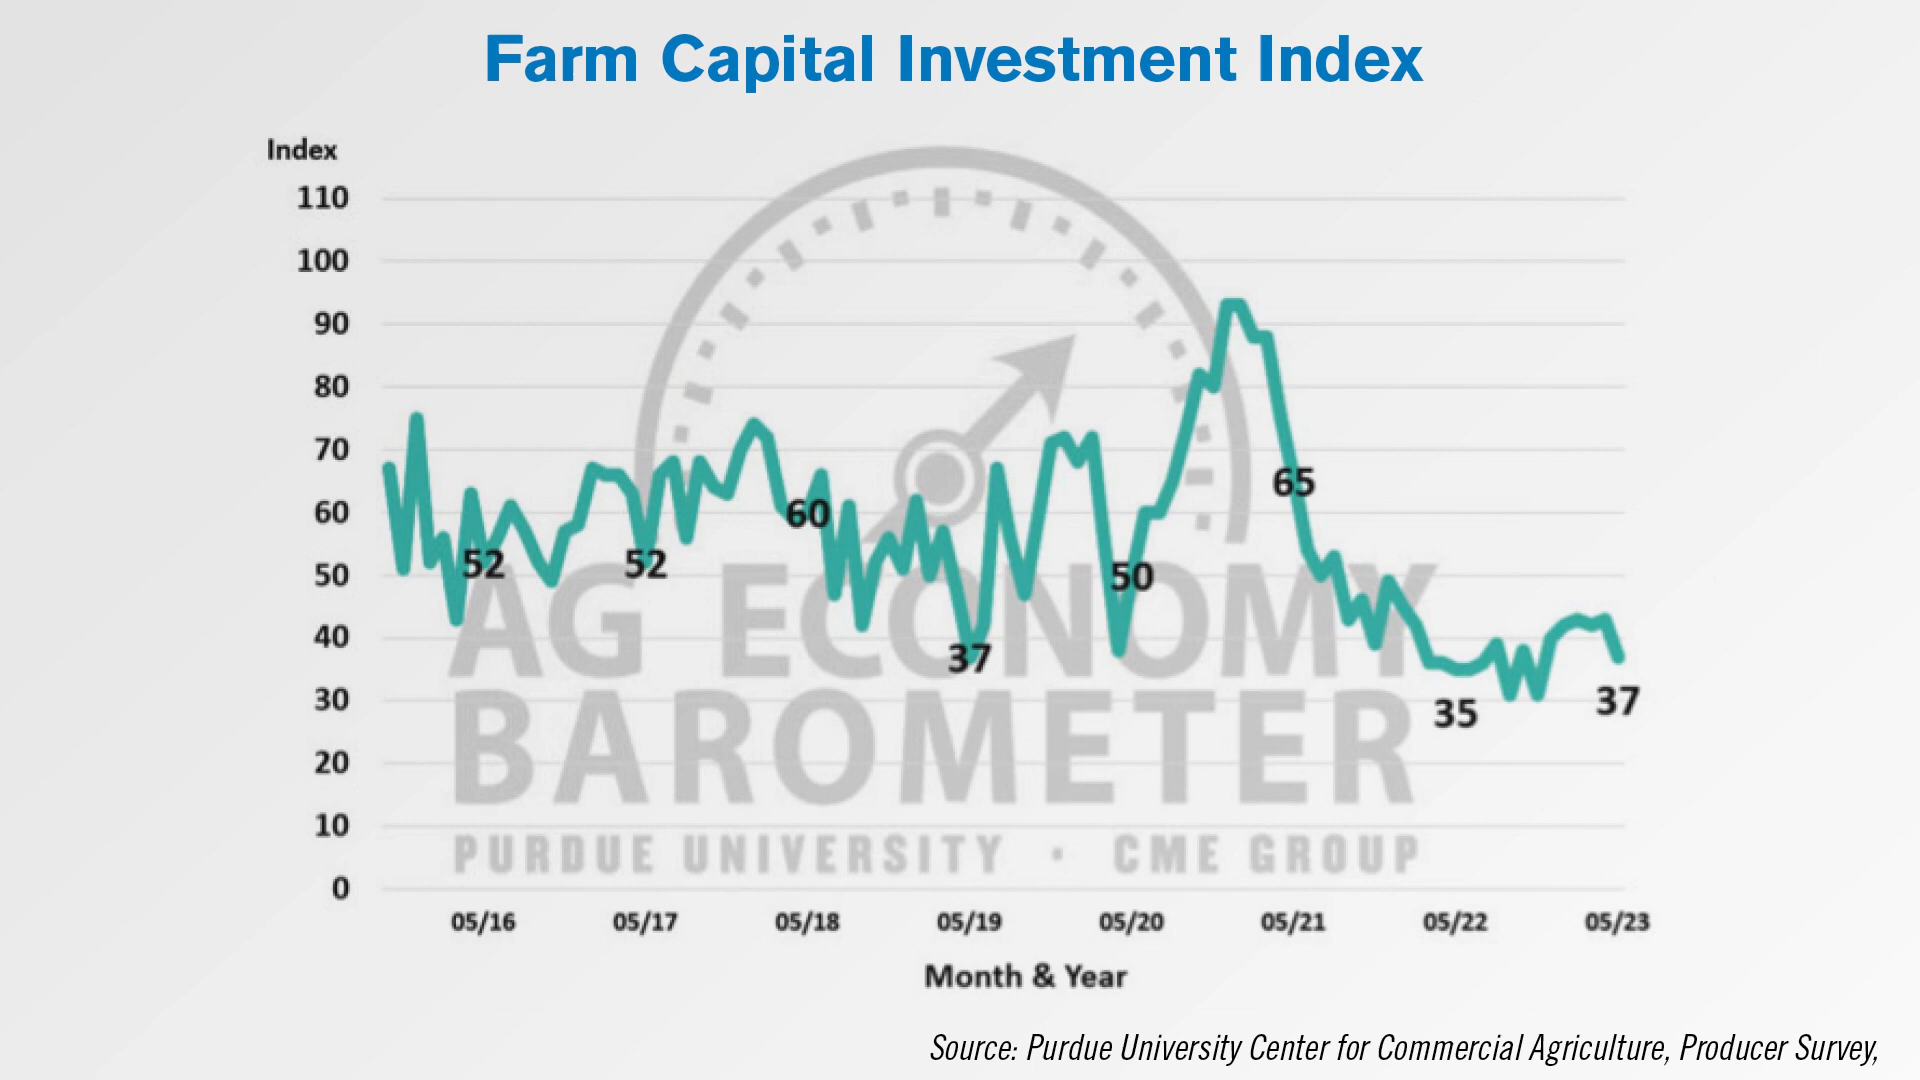 Farm Capital Investment Index
Index
110
100
90
80
70
60
50
40
30
20
10
0
52
52
60
37
50
65
35
37
AG ECONOMY
BAROMETER
PURDUE UNIVERSITY · CME GROUP
05/16 05/17 05/18 05/19 05/20 05/21 05/22 05/23
Month & Year
Source: Purdue University Center for Commercial Agriculture, Producer Survey,